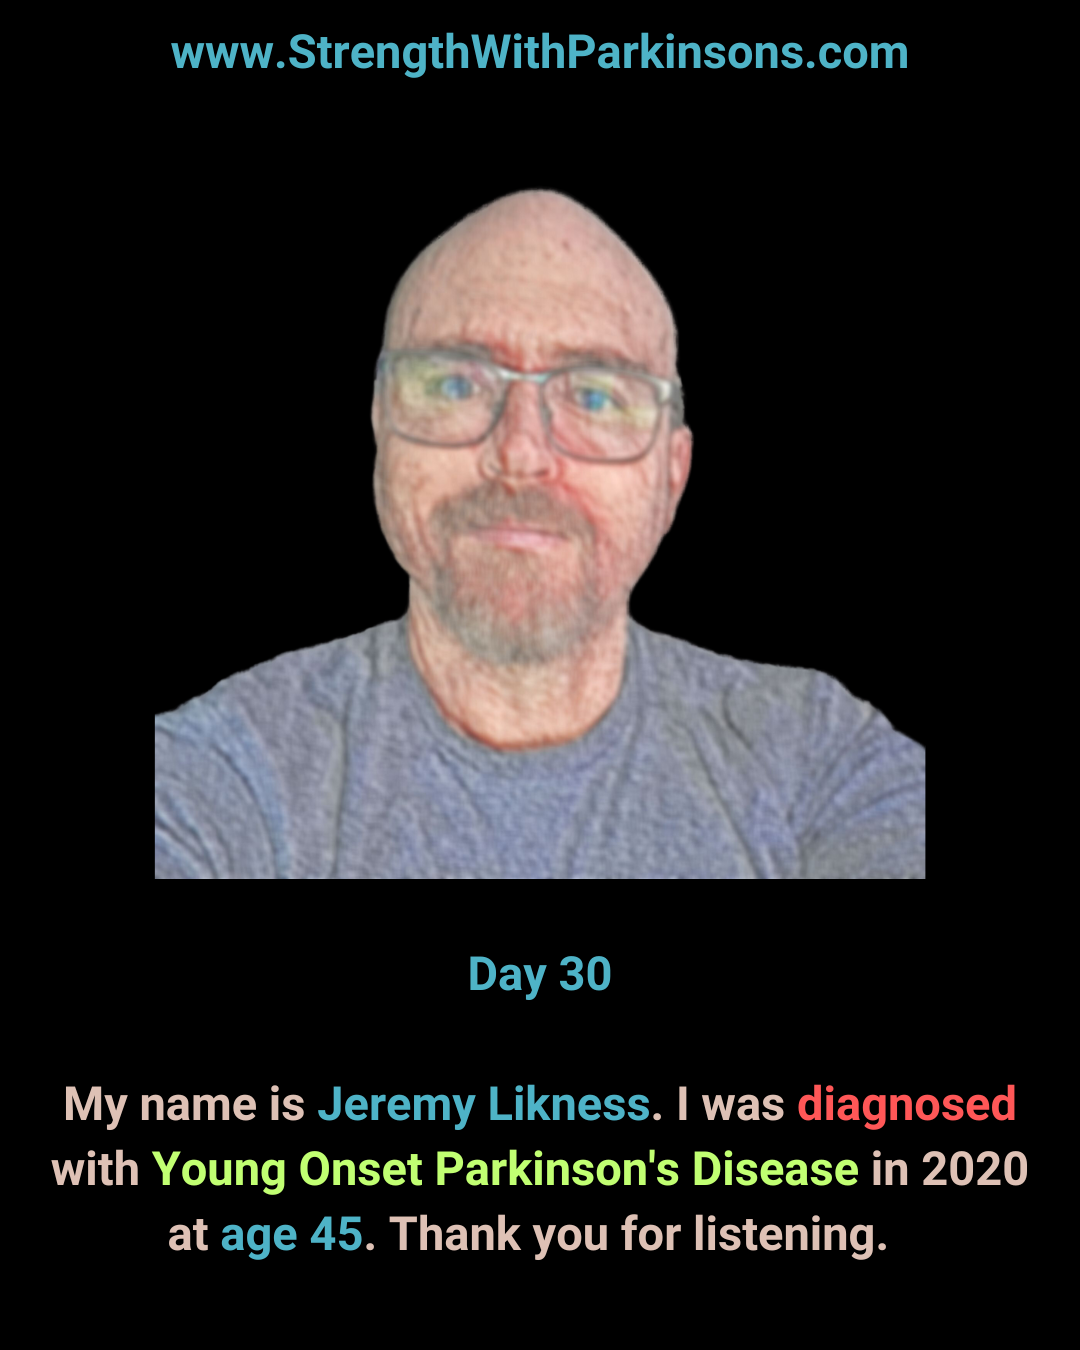 www.StrengthWithParkinsons.com
Day 30
My name is Jeremy Likness. I was diagnosed
with Young Onset Parkinson's Disease in 2020
at age 45. Thank you for listening.